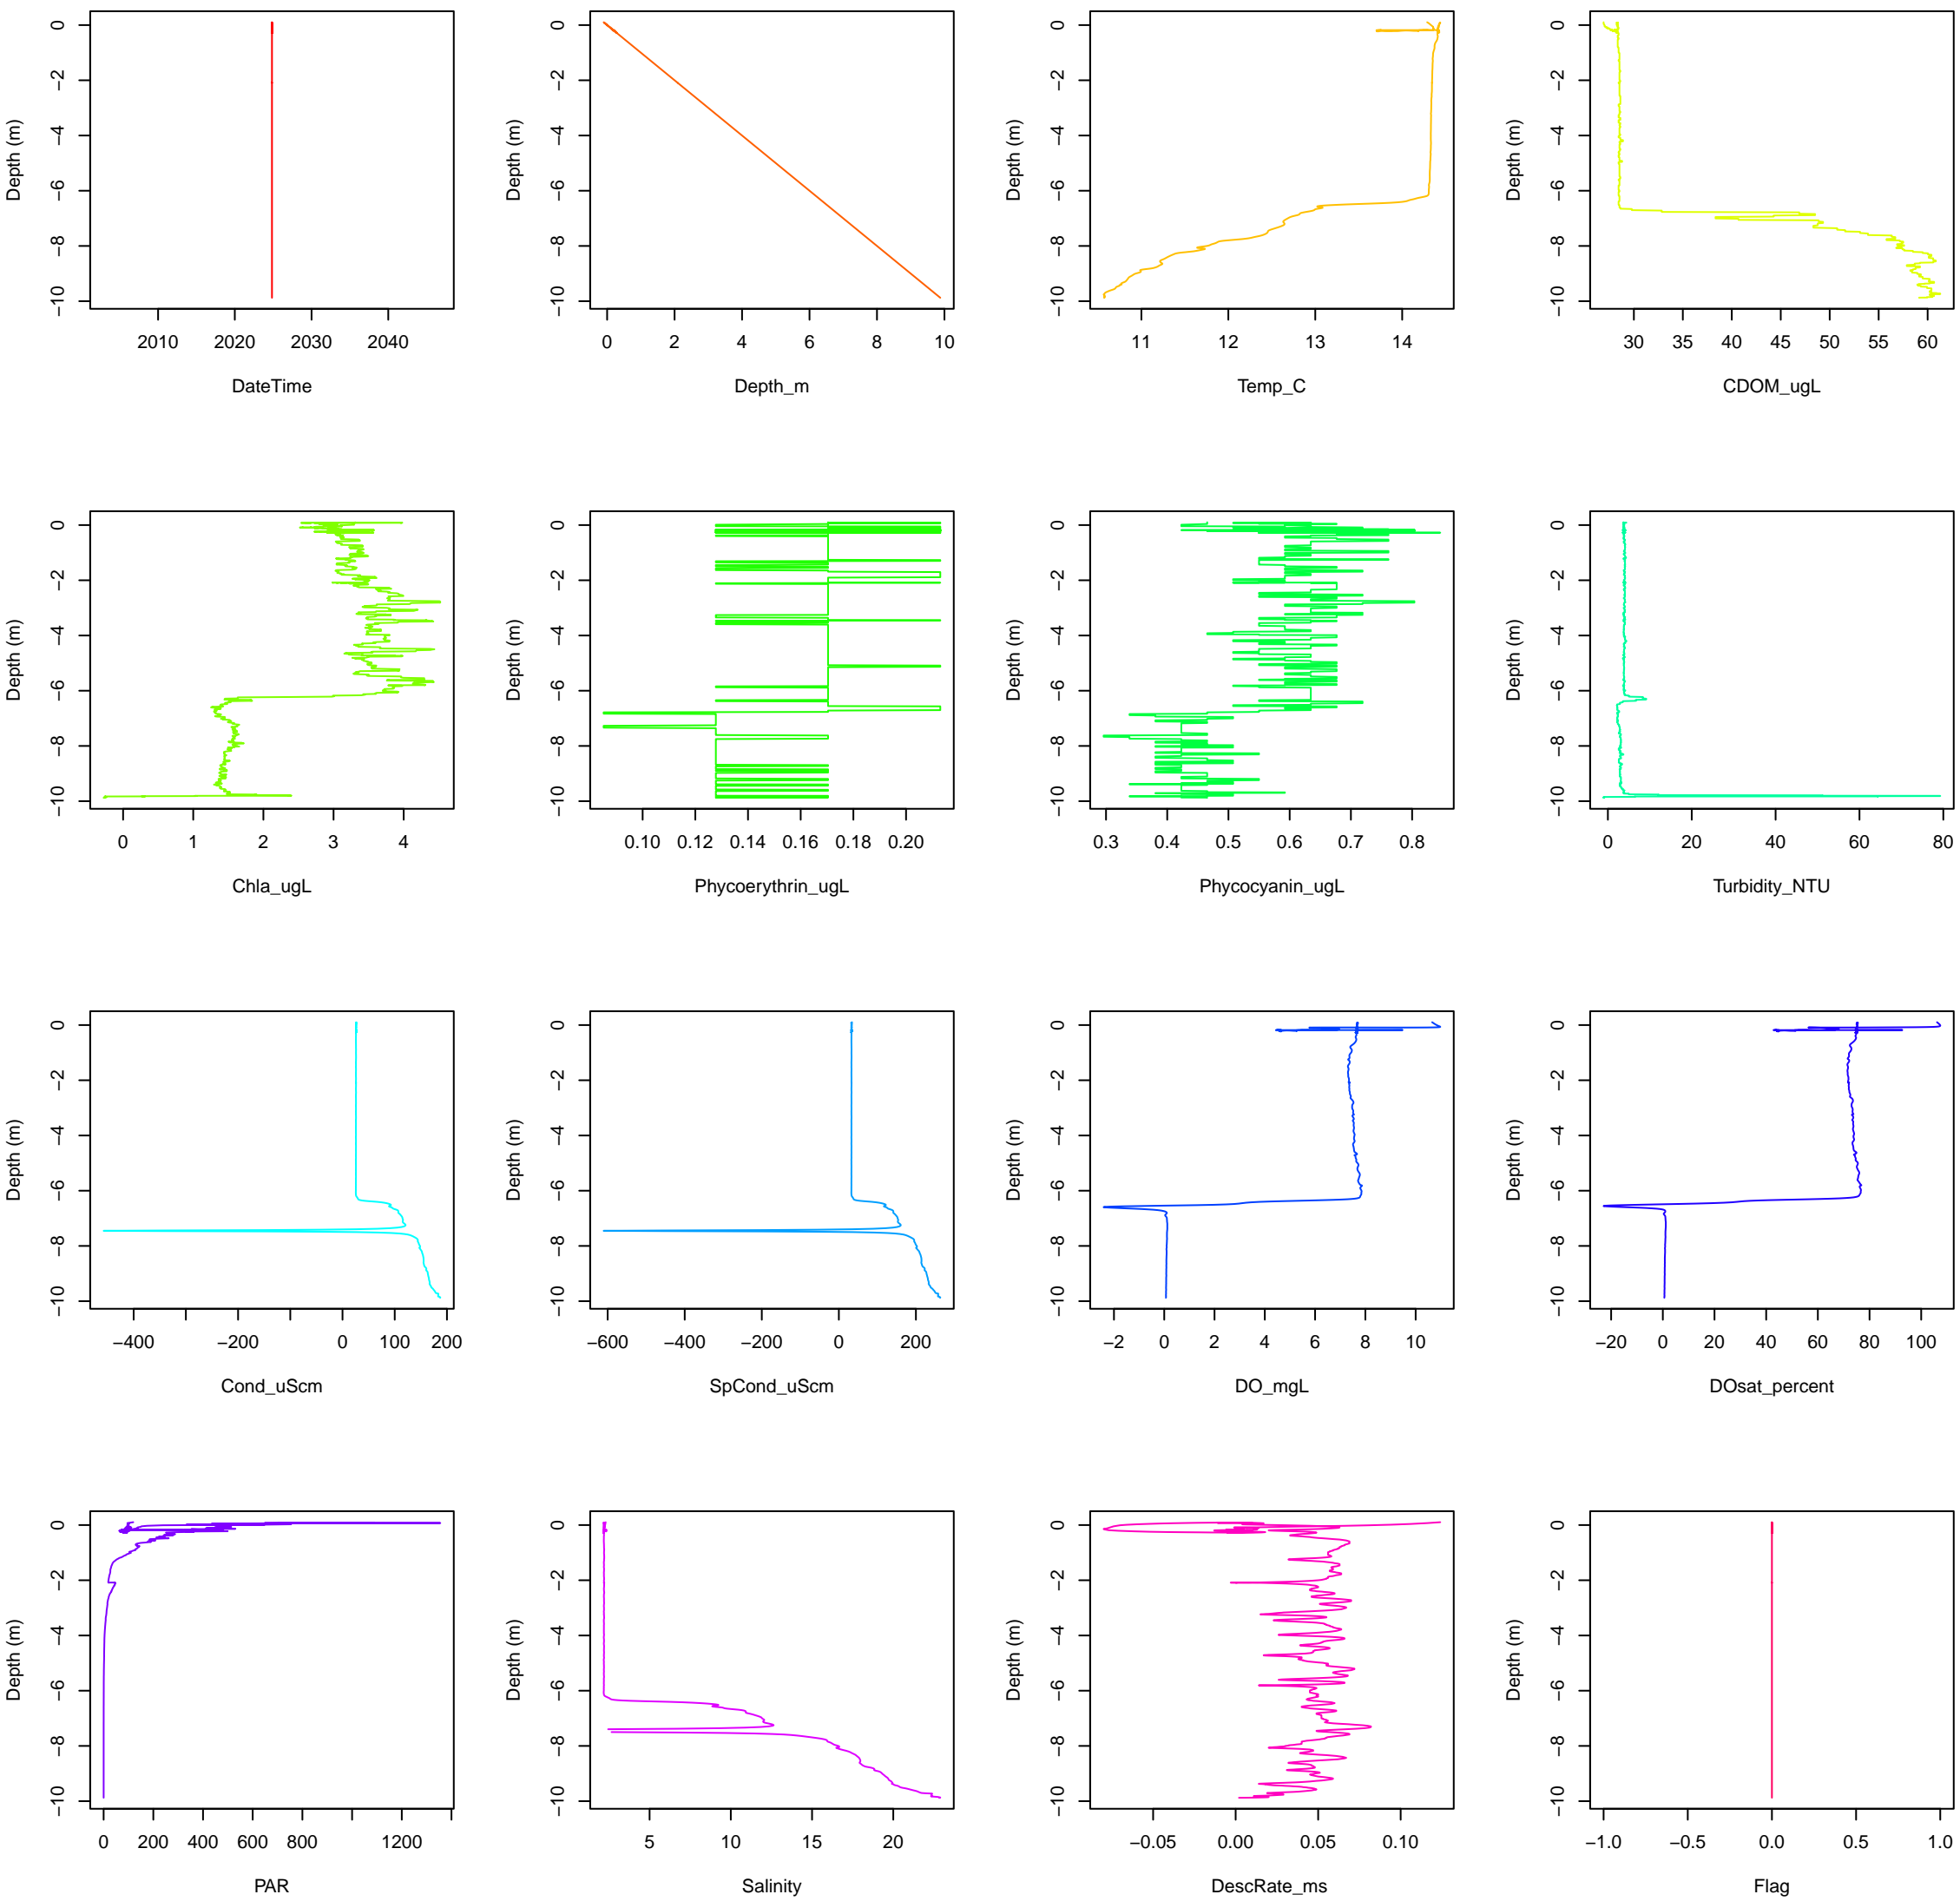 Depth (m)
0
−2
−4
−6
−8
−10
2010 2020 2030 2040
DateTime
Depth (m)
0
−2
−4
−6
−8
−10
0 2 4 6 8 10
Depth_m
Depth (m)
0
−2
−4
−6
−8
−10
11 12 13 14
Temp_C
Depth (m)
0
−2
−4
−6
−8
−10
30 35 40 45 50 55 60
CDOM_ugL
Depth (m)
0
−2
−4
−6
−8
−10
0 1 2 3 4
Chla_ugL
Depth (m)
0
−2
−4
−6
−8
−10
0.10 0.12 0.14 0.16 0.18 0.20
Phycoerythrin_ugL
Depth (m)
0
−2
−4
−6
−8
−10
0.3 0.4 0.5 0.6 0.7 0.8
Phycocyanin_ugL
Depth (m)
0
−2
−4
−6
−8
−10
0 20 40 60 80
Turbidity_NTU
Depth (m)
0
−2
−4
−6
−8
−10
−400 −200 0 100 200
Cond_uScm
Depth (m)
0
−2
−4
−6
−8
−10
−600 −400 −200 0 200
SpCond_uScm
Depth (m)
0
−2
−4
−6
−8
−10
−2 0 2 4 6 8 10
DO_mgL
Depth (m)
0
−2
−4
−6
−8
−10
−20 0 20 40 60 80 100
DOsat_percent
Depth (m)
0
−2
−4
−6
−8
−10
0 200 400 600 800 1200
PAR
Depth (m)
0
−2
−4
−6
−8
−10
5 10 15 20
Salinity
Depth (m)
0
−2
−4
−6
−8
−10
−0.05 0.00 0.05 0.10
DescRate_ms
Depth (m)
0
−2
−4
−6
−8
−10
−1.0 −0.5 0.0 0.5 1.0
Flag